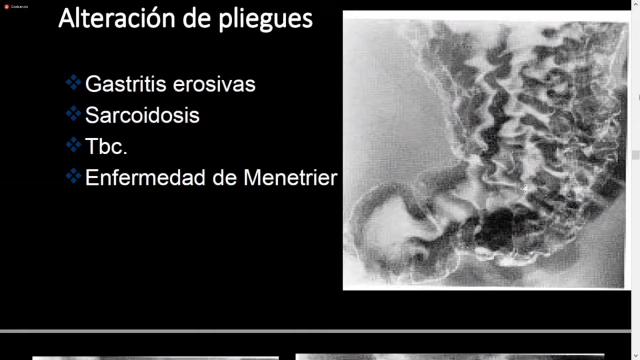 Alteración de pliegues
Gastritis erosivas
Sarcoidosis
Tbc.
Enfermedad de Menetrier